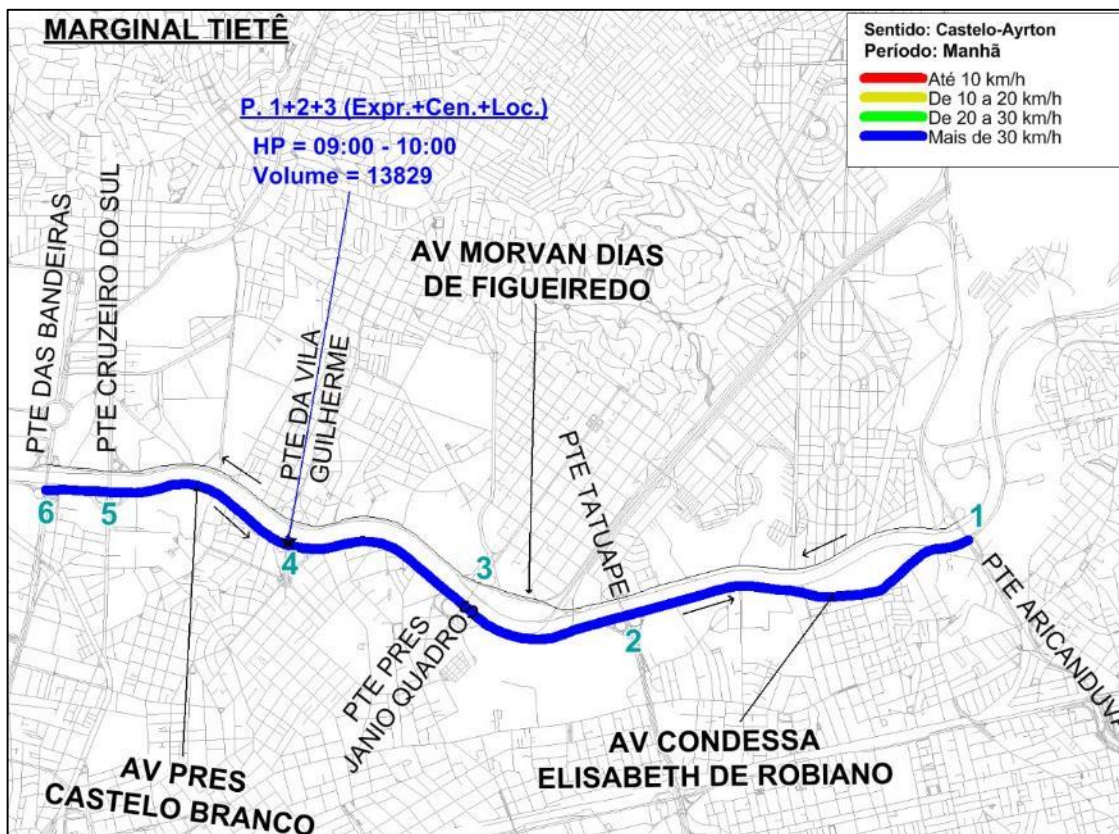 MARGINAL TIETÊ
Sentido: Castelo-Ayrton
Período: Manhã
Até 10 km/h
De 10 a 20 km/h
De 20 a 30 km/h
Mais de 30 km/h
P. 1+2+3 (Expr.+Cen.+Loc.)
HP = 09:00 - 10:00
Volume = 13829
PTE DAS BANDEIRAS
PTE CRUZEIRO DO SUL
PTE DA VILA
GUILHERME
AV MORVAN DIAS
DE FIGUEIREDO
PTE TATUAPE
PTE ARICANDUVA
6
5
4
3
2
1
PTE PRES
JANIO QUADROS
AV PRES
CASTELO BRANCO
AV CONDESSA
ELISABETH DE ROBIANO